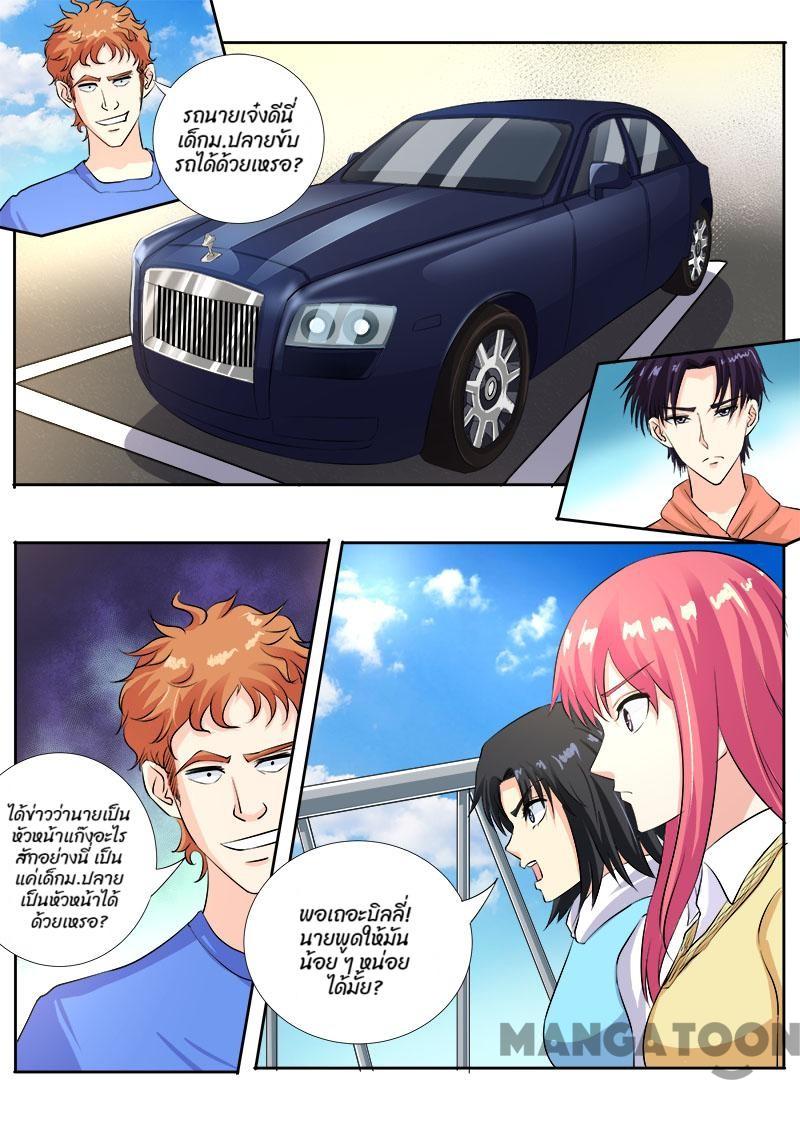 รถนายเจ๋งดีนี่
เด็กม.ปลายขับ
รถได้ด้วยเหรอ?
ได้ข่าวว่านายเป็น
หัวหน้าแก๊งอะไร
สักอย่างนี่ เป็น
แค่เด็กม.ปลาย
เป็นหัวหน้าได้
ด้วยเหรอ?
พอเถอะบิลลี่!
นายพูดให้มัน
น้อย ๆ หน่อย
ได้มั้ย?
MANGATOON